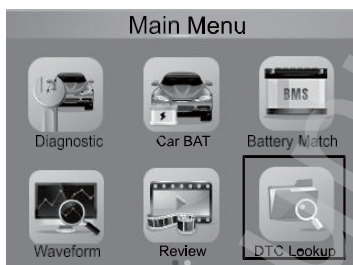 Main Menu
BMS
Diagnostic Car BAT Battery Match
Waveform Review DTC Lookup